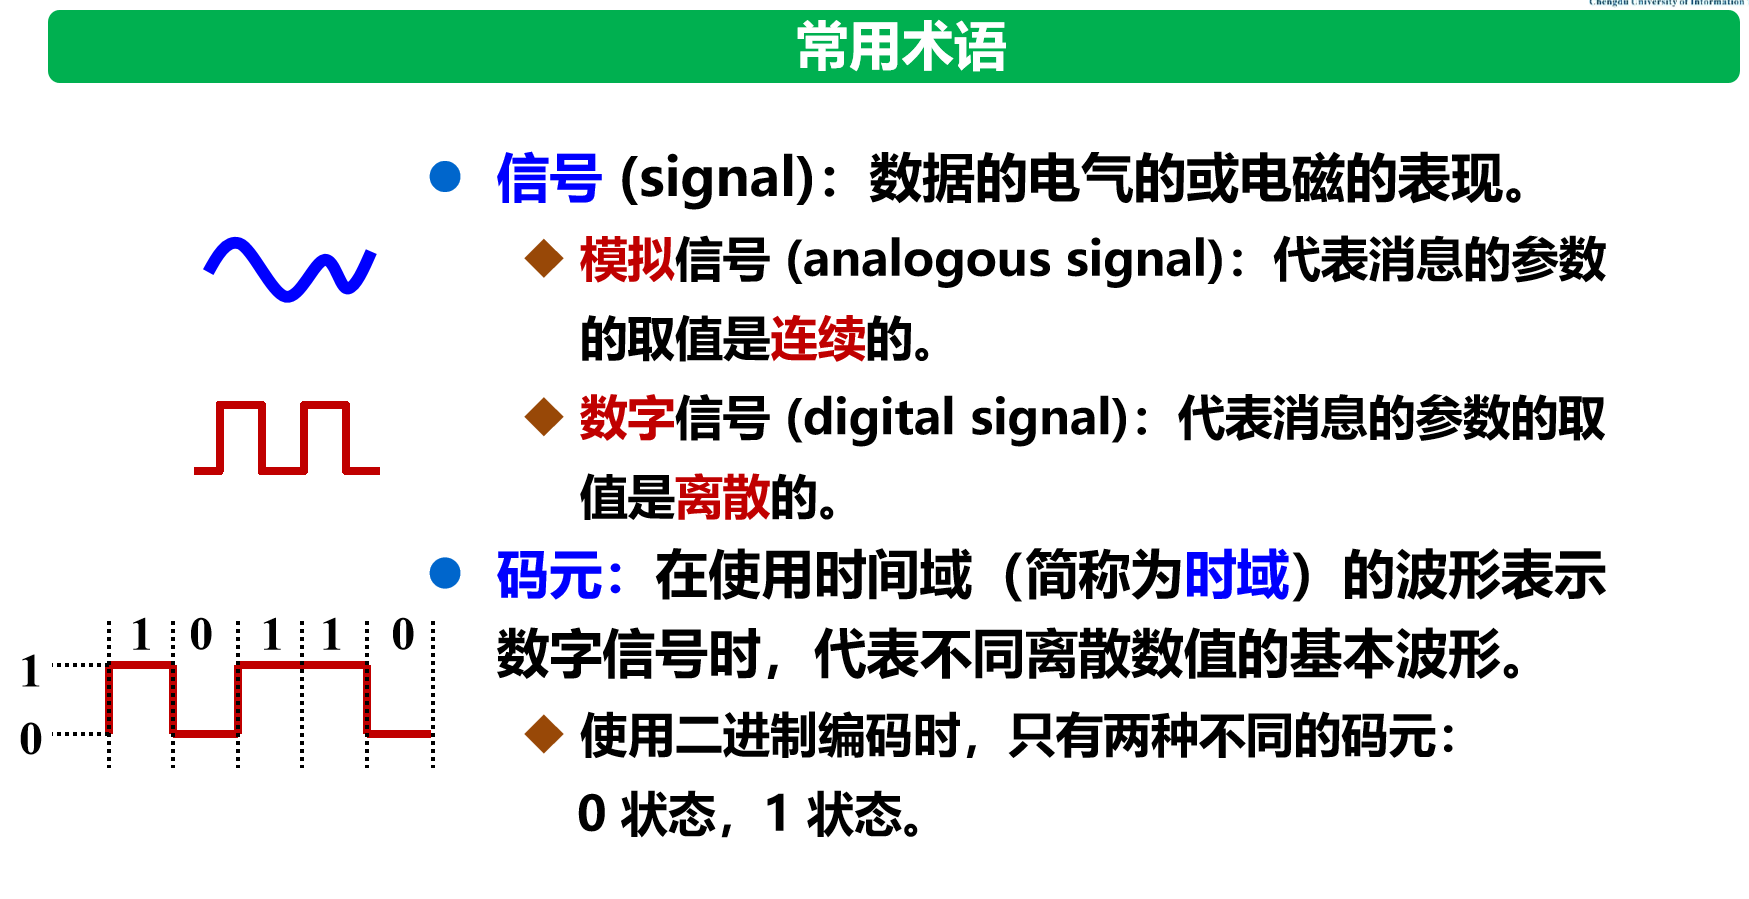 Chengdu University of Information
常用术语
信号 (signal)：数据的电气的或电磁的表现。
模拟信号 (analogous signal)：代表消息的参数
的取值是连续的。
数字信号 (digital signal)：代表消息的参数的取
值是离散的。
码元：在使用时间域（简称为时域）的波形表示
数字信号时，代表不同离散数值的基本波形。
使用二进制编码时，只有两种不同的码元：
0 状态，1 状态。
1 0 1 1 0
1
0